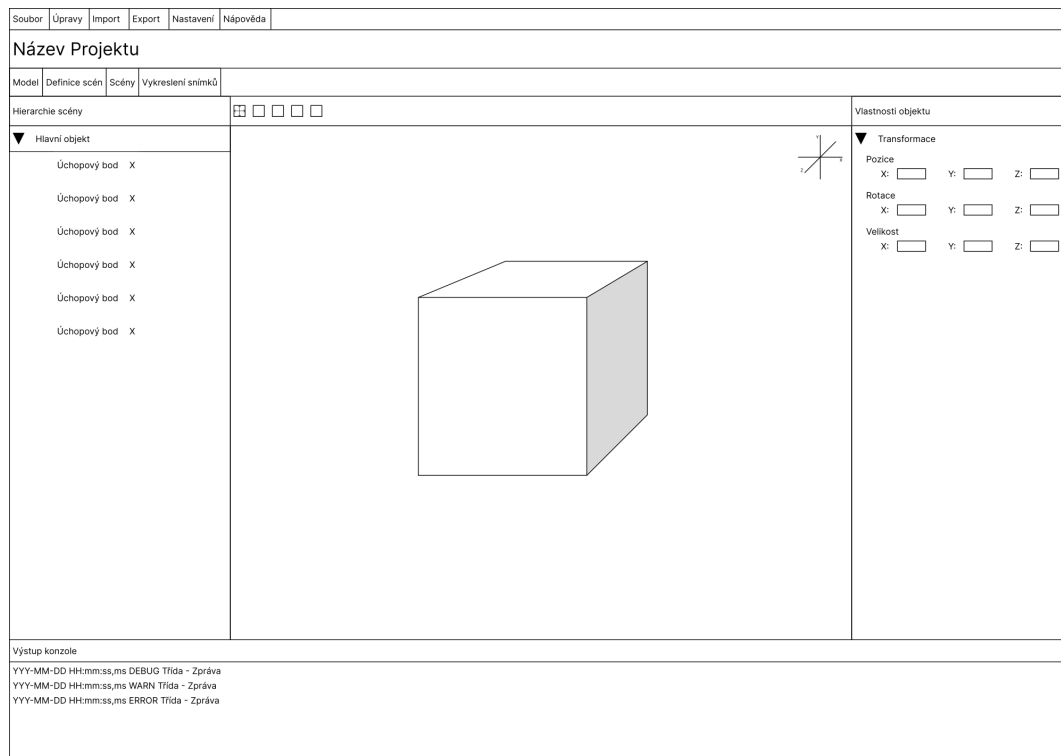 Soubor Úpravy Import Export Nastavení Nápověda
Název Projektu
Model Definice scén Scény Vykreslení snímků
Hierarchie scény
Vlastnosti objektu
Hlavní objekt
Úchopový bod X
Úchopový bod X
Úchopový bod X
Úchopový bod X
Úchopový bod X
Úchopový bod X
Y
X
Z
Transformace
Pozice
X: Y: Z:
Rotace
X: Y: Z:
Velikost
X: Y: Z:
Výstup konzole
YYY-MM-DD HH:mm:ss,ms DEBUG Třída - Zpráva
YYY-MM-DD HH:mm:ss,ms WARN Třída - Zpráva
YYY-MM-DD HH:mm:ss,ms ERROR Třída - Zpráva